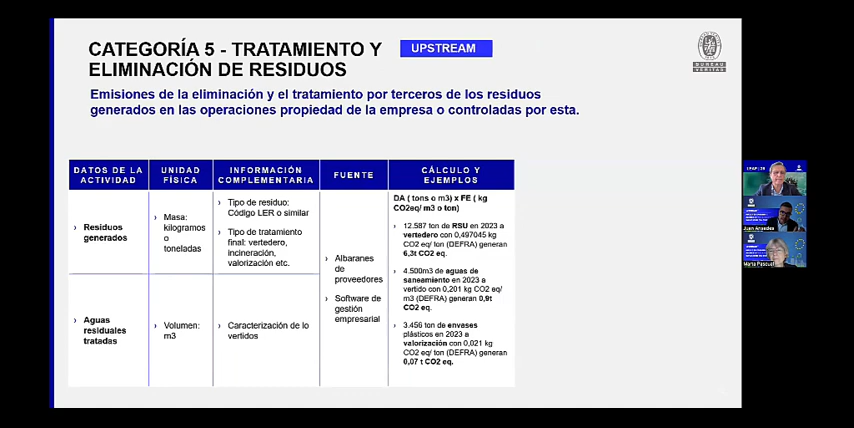 CATEGORÍA 5 - TRATAMIENTO Y
ELIMINACIÓN DE RESIDUOS
UPSTREAM
BUREAU
VERITAS
Emisiones de la eliminación y el tratamiento por terceros de los residuos
generados en las operaciones propiedad de la empresa o controladas por esta.
DATOS DE LA
ACTIVIDAD
UNIDAD
FÍSICA
INFORMACIÓN
COMPLEMENTARIA
FUENTE
CÁLCULO Y
EJEMPLOS
› Residuos
generados
› Masa:
kilogramos
o
toneladas
› Tipo de residuo:
Código LER o similar
› Tipo de tratamiento
final: vertedero,
incineración,
valorización etc.
› Albaranes
de
proveedores
› Software de
gestión
empresarial
DA ( tons o m3) x FE ( kg
CO2eq/ m3 o ton)
› 12.587 ton de RSU en 2023 a
vertedero con 0,497045 kg
CO2 eq/ ton (DEFRA) generan
6,3t CO2 eq.
› 4.500m3 de aguas de
saneamiento en 2023 a
vertido con 0,201 kg CO2 eq/
m3 (DEFRA) generan 0,9t
CO2 eq.
› 3.456 ton de envases
plásticos en 2023 a
valorización con 0,021 kg
CO2 eq/ ton (DEFRA) generan
0,07 t CO2 eq.
› Aguas
residuales
tratadas
› Volumen:
m3
› Caracterización de lo
vertidos